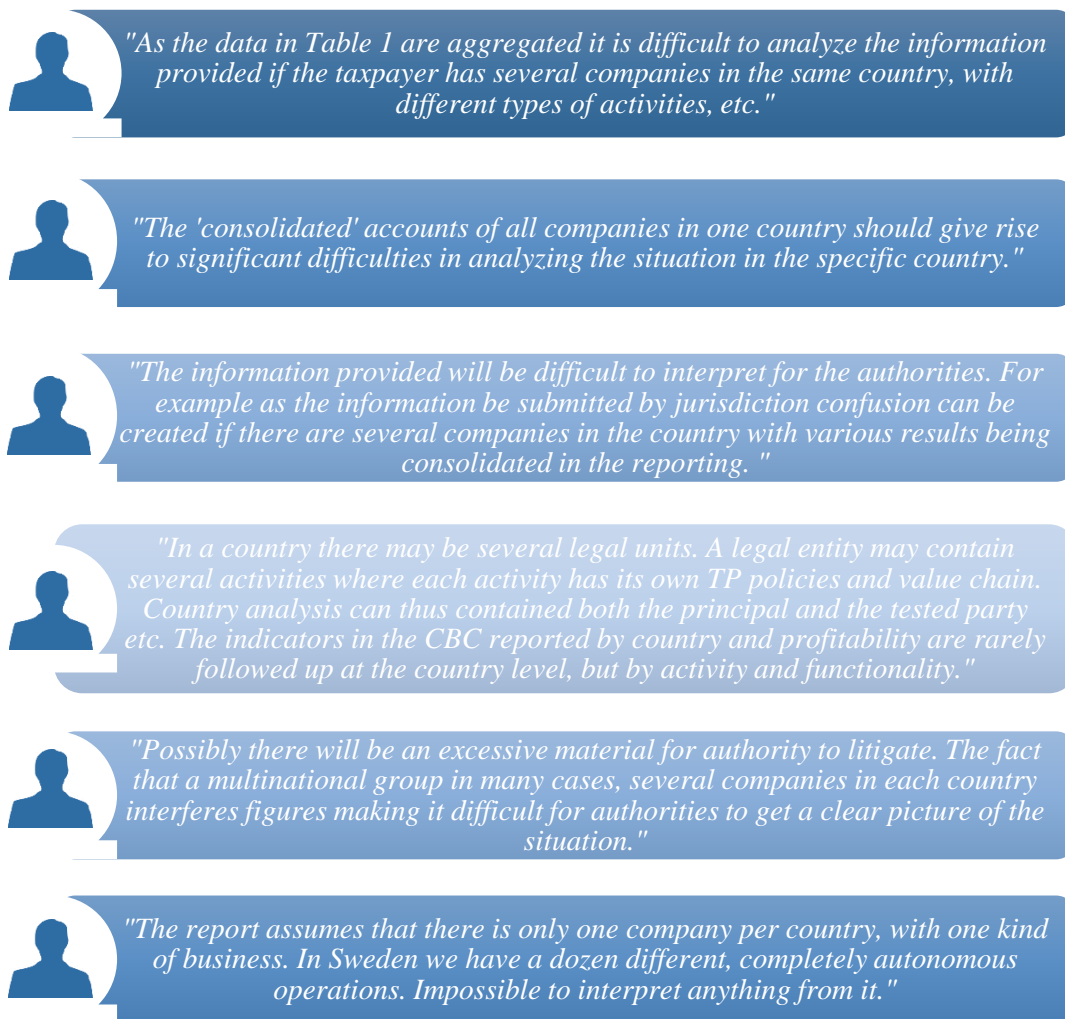 "As the data in Table 1 are aggregated it is difficult to analyze the information
provided if the taxpayer has several companies in the same country, with
different types of activities, etc."
"The 'consolidated' accounts of all companies in one country should give rise
to significant difficulties in analyzing the situation in the specific country."
"The information provided will be difficult to interpret for the authorities. For
example as the information be submitted by jurisdiction confusion can be
created if there are several companies in the country with various results being
consolidated in the reporting. "
"In a country there may be several legal units. A legal entity may contain
several activities where each activity has its own TP policies and value chain.
Country analysis can thus contained both the principal and the tested party
etc. The indicators in the CBC reported by country and profitability are rarely
followed up at the country level, but by activity and functionality."
"Possibly there will be an excessive material for authority to litigate. The fact
that a multinational group in many cases, several companies in each country
interferes figures making it difficult for authorities to get a clear picture of the
situation."
"The report assumes that there is only one company per country, with one kind
of business. In Sweden we have a dozen different, completely autonomous
operations. Impossible to interpret anything from it."